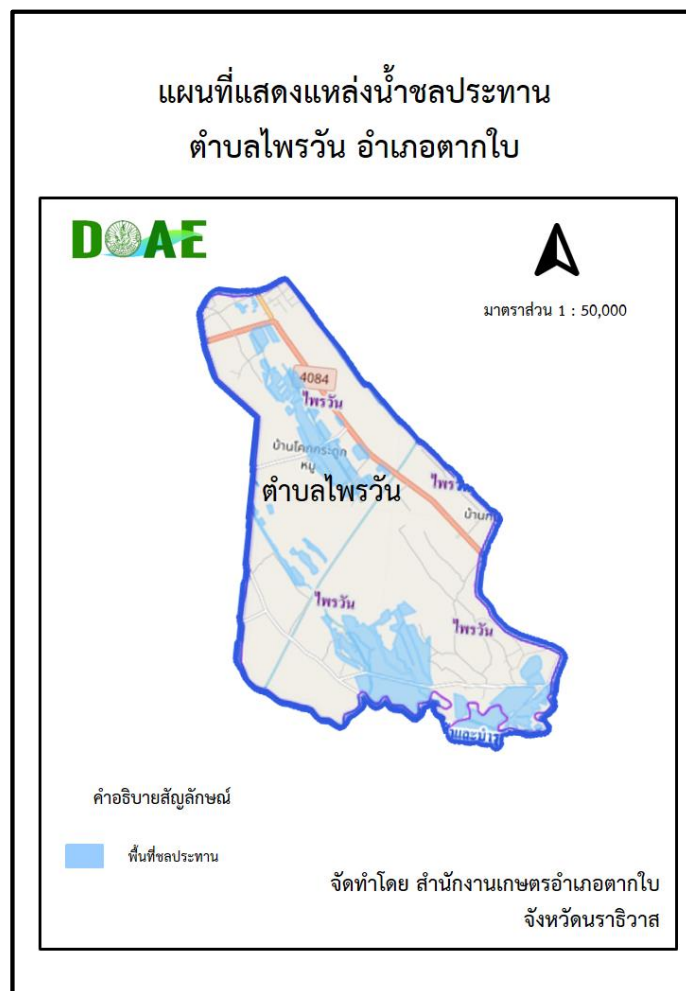 แผนที่แสดงแหล่งน้ำชลประทาน
ตำบลไพรวัน อำเภอตากใบ
DOAE
มาตราส่วน 1 : 50,000
4084
ไพรวัน
บ้านโคกกระดูก
หมู
ตำบลไพรวัน
ไพรวัน
ไพรวัน
คำอธิบายสัญลักษณ์
พื้นที่ชลประทาน
จัดทำโดย สำนักงานเกษตรอำเภอตากใบ
จังหวัดนราธิวาส